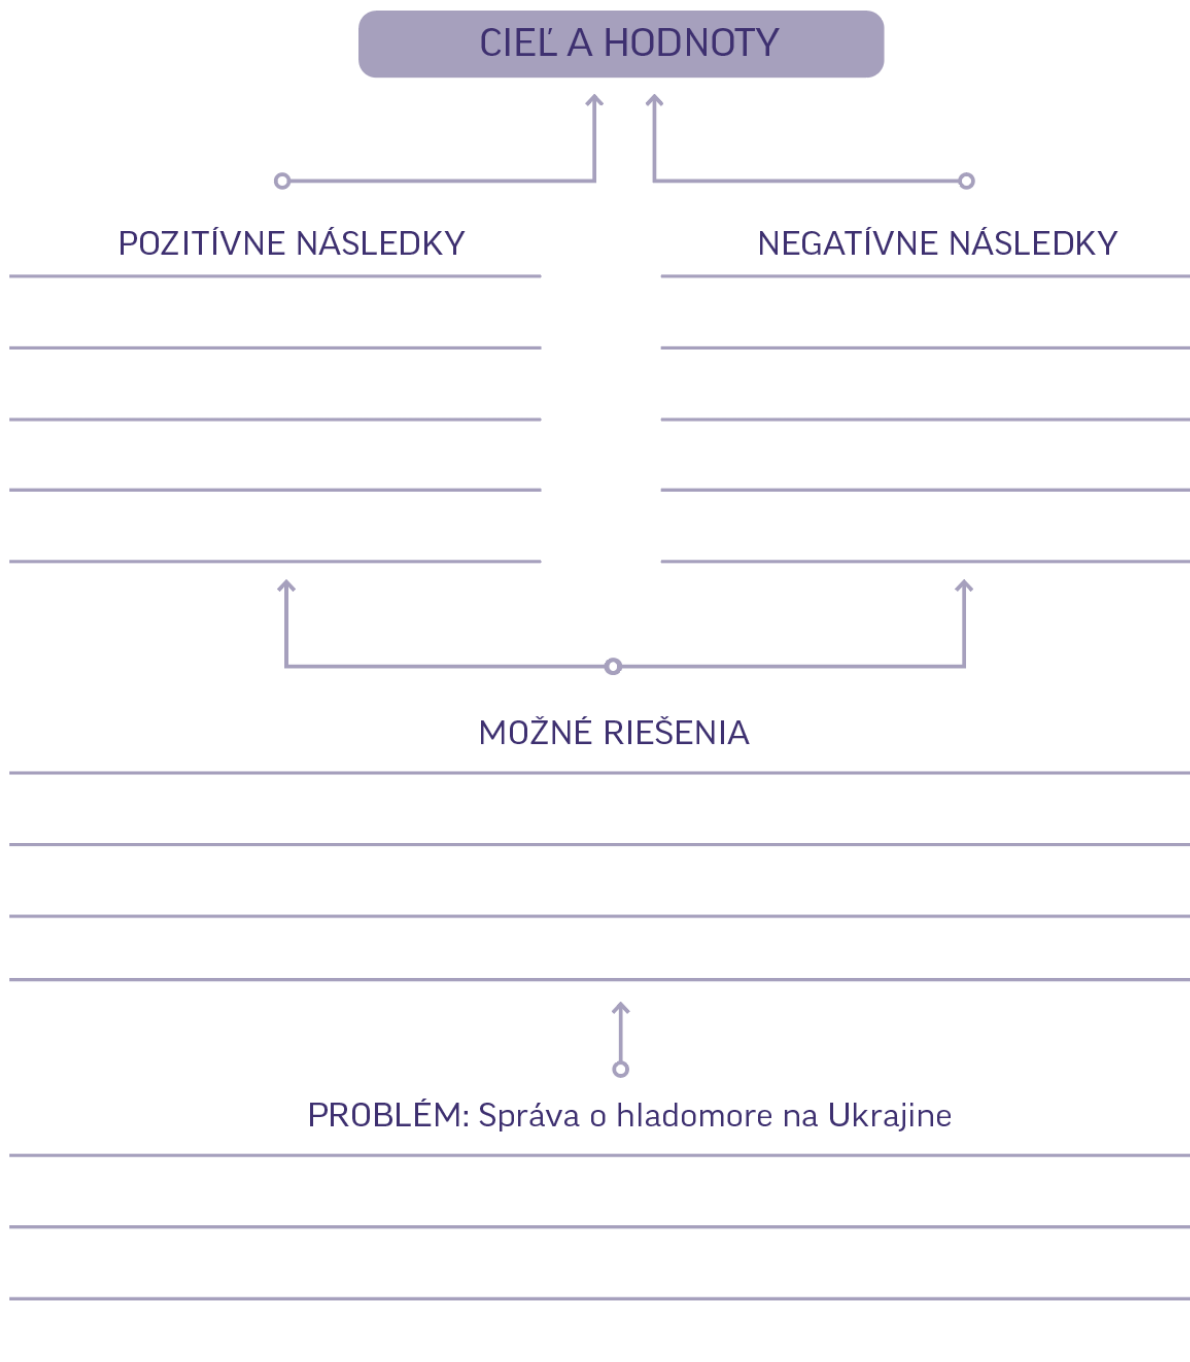 CIEĽ A HODNOTY
POZITÍVNE NÁSLEDKY
NEGATÍVNE NÁSLEDKY
MOŽNÉ RIEŠENIA
PROBLÉM: Správa o hladomore na Ukrajine